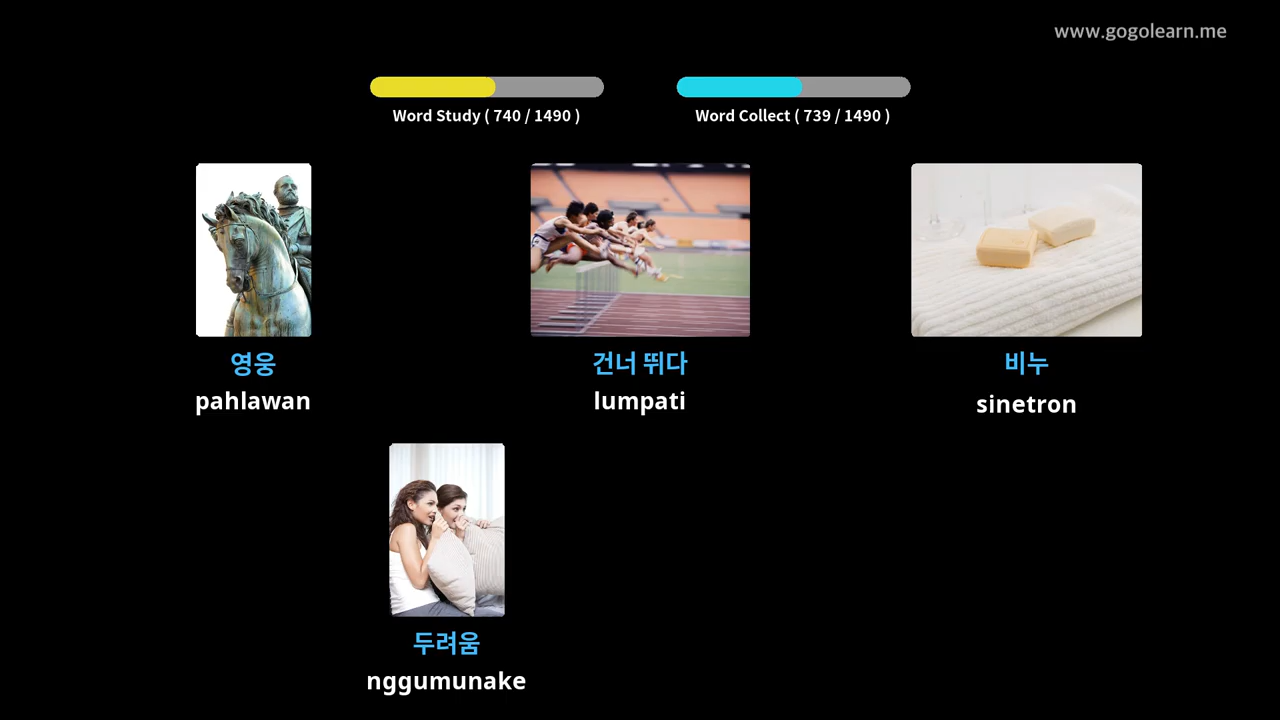 www.gogolearn.me
Word Study ( 740 / 1490 )
Word Collect ( 739 / 1490 )
영웅
pahlawan
건너 뛰다
lumpati
비누
sinetron
두려움
nggumunake